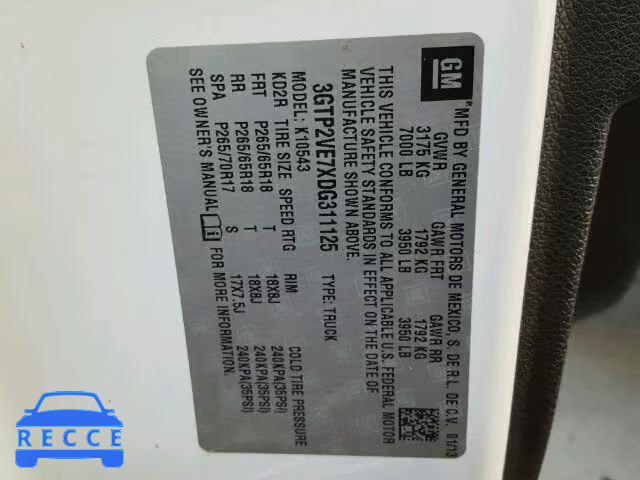 GM
MFD BY GENERAL MOTORS DE MEXICO, S. DE R.L. DE C.V. 01/13
GVWR GAWR FRT GAWR RR
3175 KG 1792 KG 1792 KG
7000 LB 3950 LB 3950 LB
THIS VEHICLE CONFORMS TO ALL APPLICABLE U.S. FEDERAL MOTOR
VEHICLE SAFETY STANDARDS IN EFFECT ON THE DATE OF
MANUFACTURE SHOWN ABOVE.
3GTP2VE7XDG311125 TYPE: TRUCK
MODEL: K10543
KD2R TIRE SIZE SPEED RTG RIM COLD TIRE PRESSURE
FRT P265/65R18 T 18X8J 240KPA(35PSI)
RR P265/65R18 T 18X8J 240KPA(35PSI)
SPA P265/70R17 S 17X7.5J 240KPA(35PSI)
SEE OWNER'S MANUAL FOR MORE INFORMATION.
RECCE